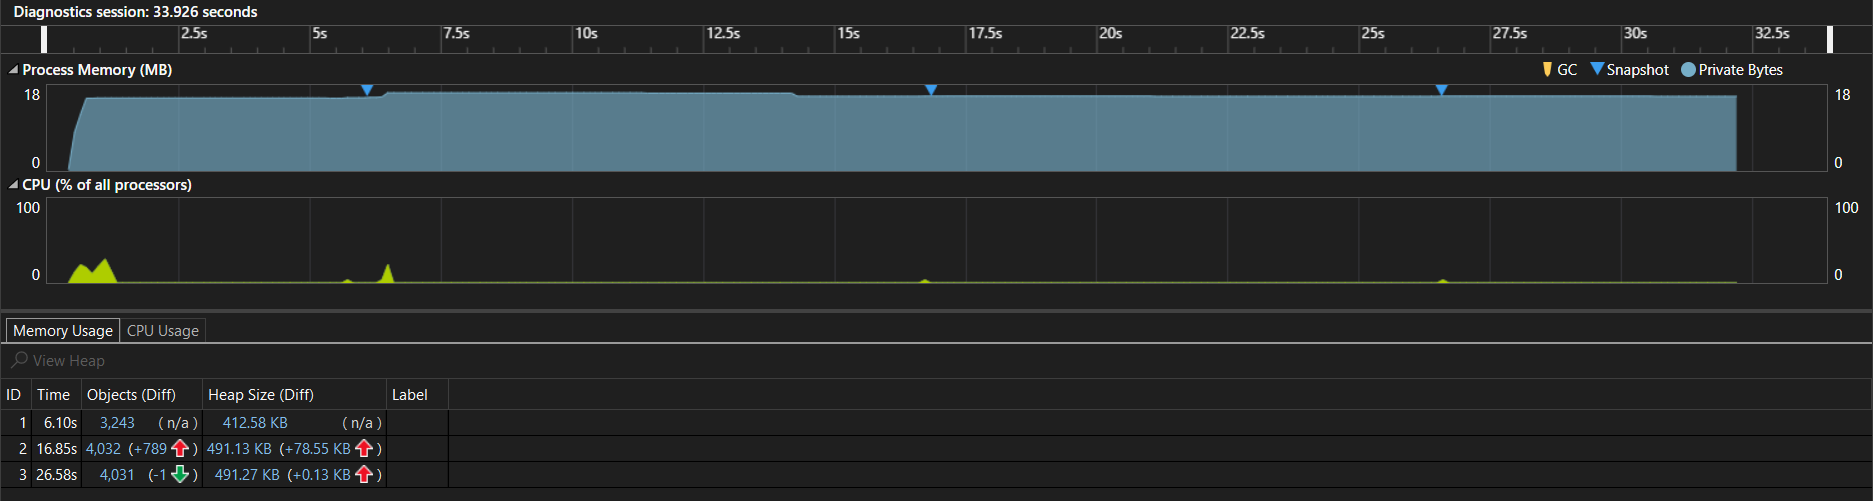 Diagnostics session: 33.926 seconds
2.5s 5s 7.5s 10s 12.5s 15s 17.5s 20s 22.5s 25s 27.5s 30s 32.5s
Process Memory (MB) GC Snapshot Private Bytes
18 18
0 0
CPU (% of all processors)
100 100
0 0
Memory Usage CPU Usage
View Heap
ID Time Objects (Diff) Heap Size (Diff) Label
1 6.10s 3,243 (n/a) 412.58 KB (n/a)
2 16.85s 4,032 (+789) 491.13 KB (+78.55 KB)
3 26.58s 4,031 (-1) 491.27 KB (+0.13 KB)